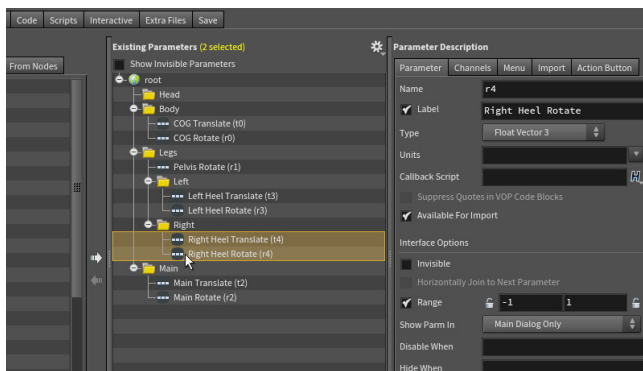 Code Scripts Interactive Extra Files Save
From Nodes
Existing Parameters (2 selected)
Show Invisible Parameters
root
Head
Body
COG Translate (t0)
COG Rotate (r0)
Legs
Pelvis Rotate (r1)
Left
Left Heel Translate (t3)
Left Heel Rotate (r3)
Right
Right Heel Translate (t4)
Right Heel Rotate (r4)
Main
Main Translate (t2)
Main Rotate (r2)
Parameter Description
Parameter Channels Menu Import Action Button
Name r4
Label Right Heel Rotate
Type Float Vector 3
Units
Callback Script
Suppress Quotes in VOP Code Blocks
Available For Import
Interface Options
Invisible
Horizontally Join to Next Parameter
Range -1 1
Show Parm In Main Dialog Only
Disable When
Hide When